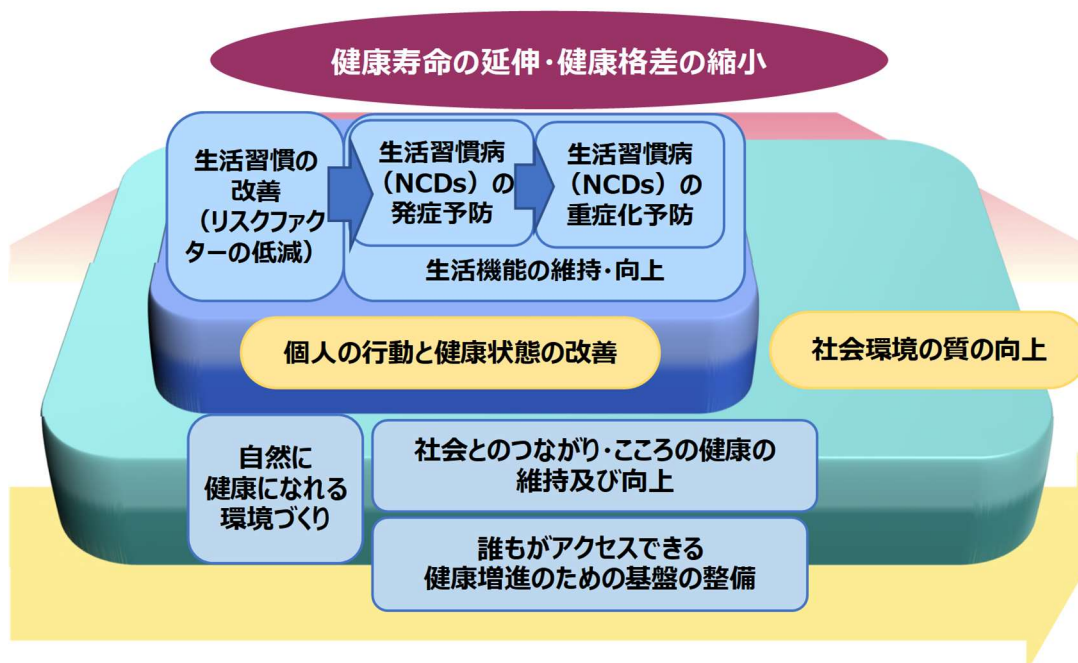 健康寿命の延伸・健康格差の縮小
生活習慣の
改善
（リスクファク
ターの低減）
生活習慣病
（NCDs）の
発症予防
生活習慣病
（NCDs）の
重症化予防
生活機能の維持・向上
個人の行動と健康状態の改善
社会環境の質の向上
自然に
健康になれる
環境づくり
社会とのつながり・こころの健康の
維持及び向上
誰もがアクセスできる
健康増進のための基盤の整備